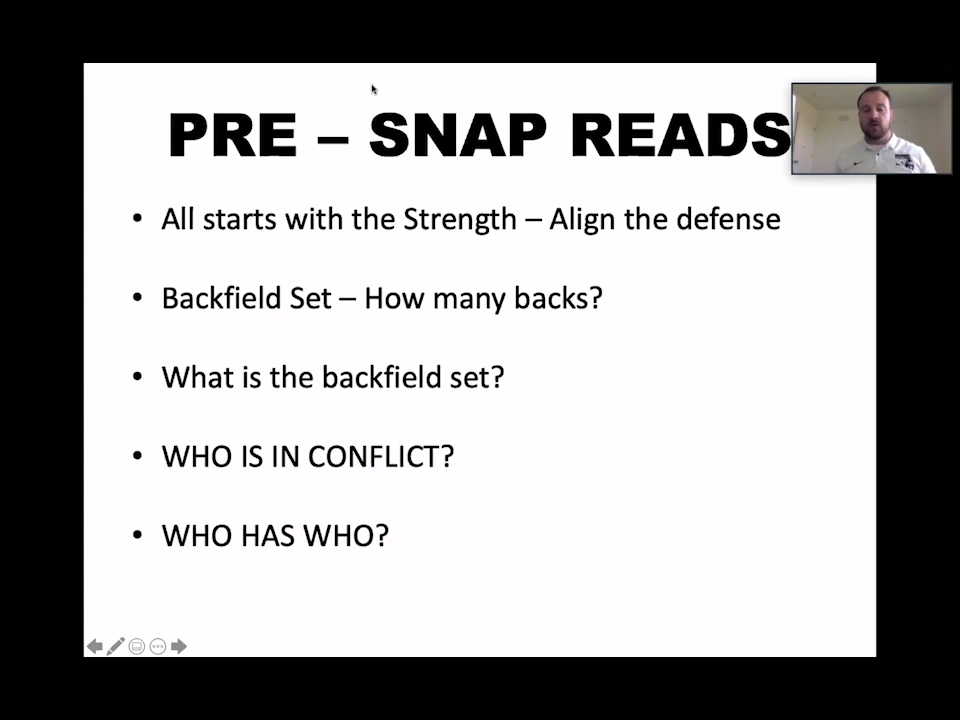 PRE – SNAP READS
• All starts with the Strength – Align the defense
• Backfield Set – How many backs?
• What is the backfield set?
• WHO IS IN CONFLICT?
• WHO HAS WHO?